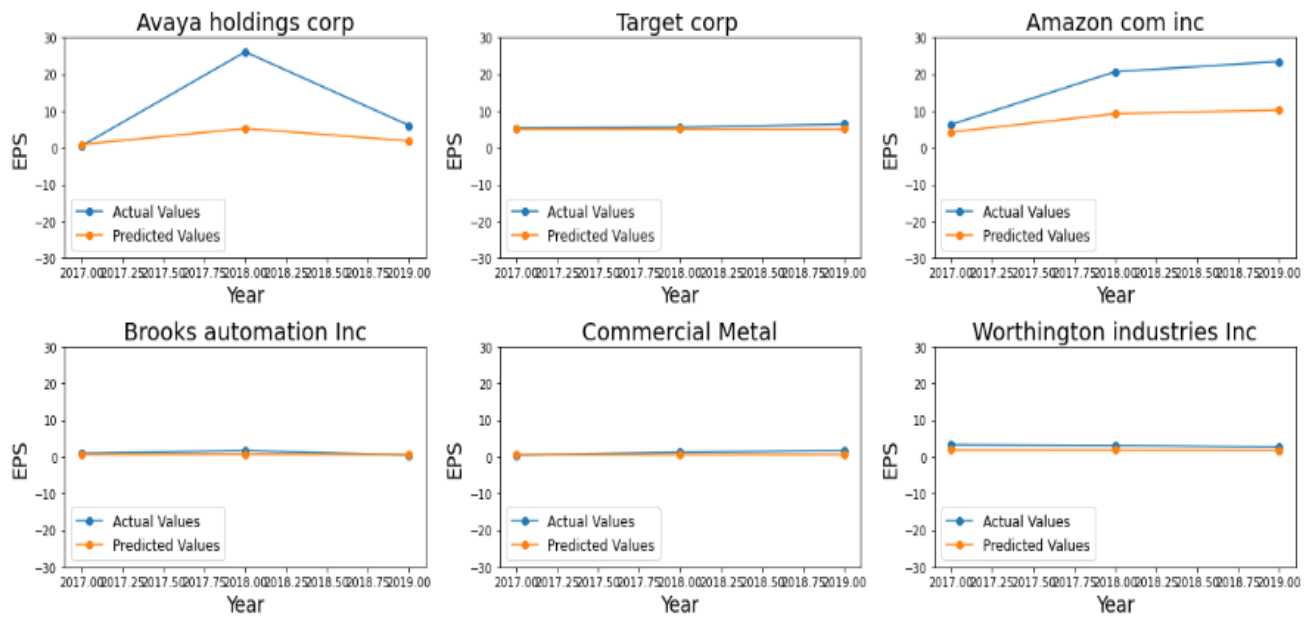 Avaya holdings corp
30
20
10
0
−10
−20
−30
EPS
Actual Values
Predicted Values
2017.00 2017.25 2017.50 2017.75 2018.00 2018.25 2018.50 2018.75 2019.00
Year
Target corp
30
20
10
0
−10
−20
−30
EPS
Actual Values
Predicted Values
2017.00 2017.25 2017.50 2017.75 2018.00 2018.25 2018.50 2018.75 2019.00
Year
Amazon com inc
30
20
10
0
−10
−20
−30
EPS
Actual Values
Predicted Values
2017.00 2017.25 2017.50 2017.75 2018.00 2018.25 2018.50 2018.75 2019.00
Year
Brooks automation Inc
30
20
10
0
−10
−20
−30
EPS
Actual Values
Predicted Values
2017.00 2017.25 2017.50 2017.75 2018.00 2018.25 2018.50 2018.75 2019.00
Year
Commercial Metal
30
20
10
0
−10
−20
−30
EPS
Actual Values
Predicted Values
2017.00 2017.25 2017.50 2017.75 2018.00 2018.25 2018.50 2018.75 2019.00
Year
Worthington industries Inc
30
20
10
0
−10
−20
−30
EPS
Actual Values
Predicted Values
2017.00 2017.25 2017.50 2017.75 2018.00 2018.25 2018.50 2018.75 2019.00
Year